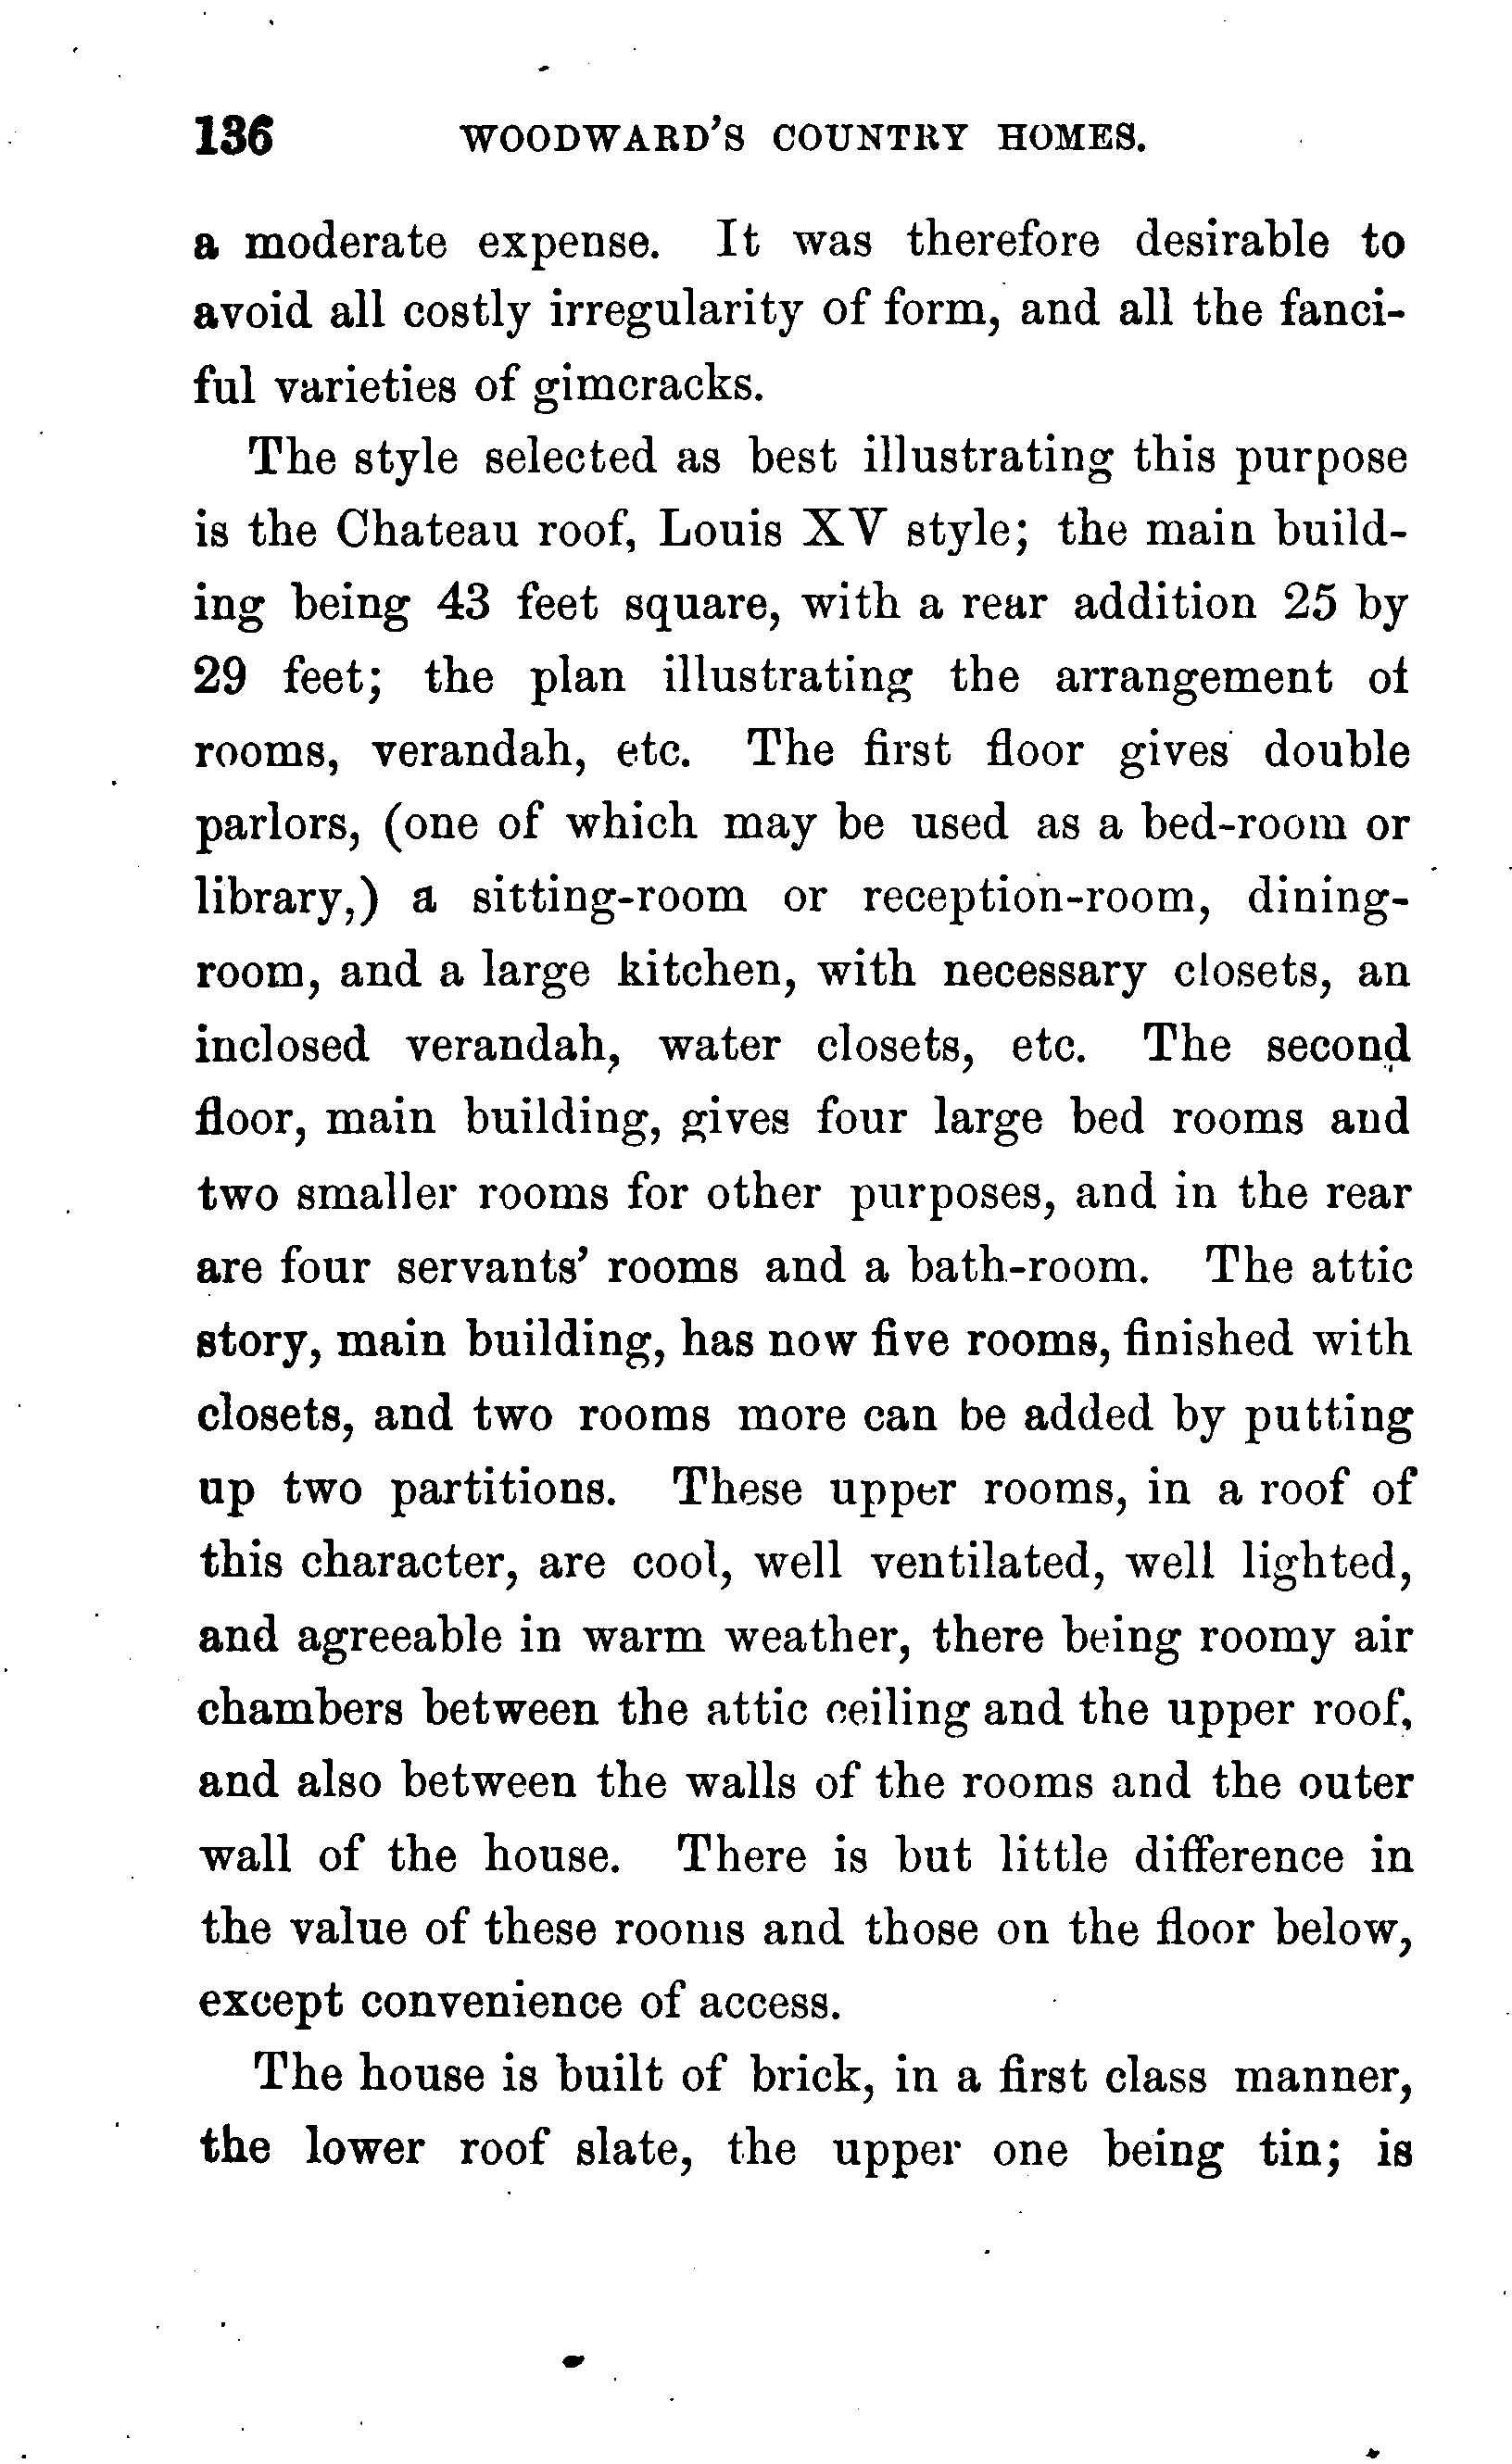 136 WOODWARD'S COUNTRY HOMES.
a moderate expense. It was therefore desirable to
avoid all costly irregularity of form, and all the fanci-
ful varieties of gimcracks.
The style selected as best illustrating this purpose
is the Chateau roof, Louis XV style; the main build-
ing being 43 feet square, with a rear addition 25 by
29 feet; the plan illustrating the arrangement of
rooms, verandah, etc. The first floor gives double
parlors, (one of which may be used as a bed-room or
library,) a sitting-room or reception-room, dining-
room, and a large kitchen, with necessary closets, an
inclosed verandah, water closets, etc. The second
floor, main building, gives four large bed rooms and
two smaller rooms for other purposes, and in the rear
are four servants' rooms and a bath-room. The attic
story, main building, has now five rooms, finished with
closets, and two rooms more can be added by putting
up two partitions. These upper rooms, in a roof of
this character, are cool, well ventilated, well lighted,
and agreeable in warm weather, there being roomy air
chambers between the attic ceiling and the upper roof,
and also between the walls of the rooms and the outer
wall of the house. There is but little difference in
the value of these rooms and those on the floor below,
except convenience of access.
The house is built of brick, in a first class manner,
the lower roof slate, the upper one being tin; is